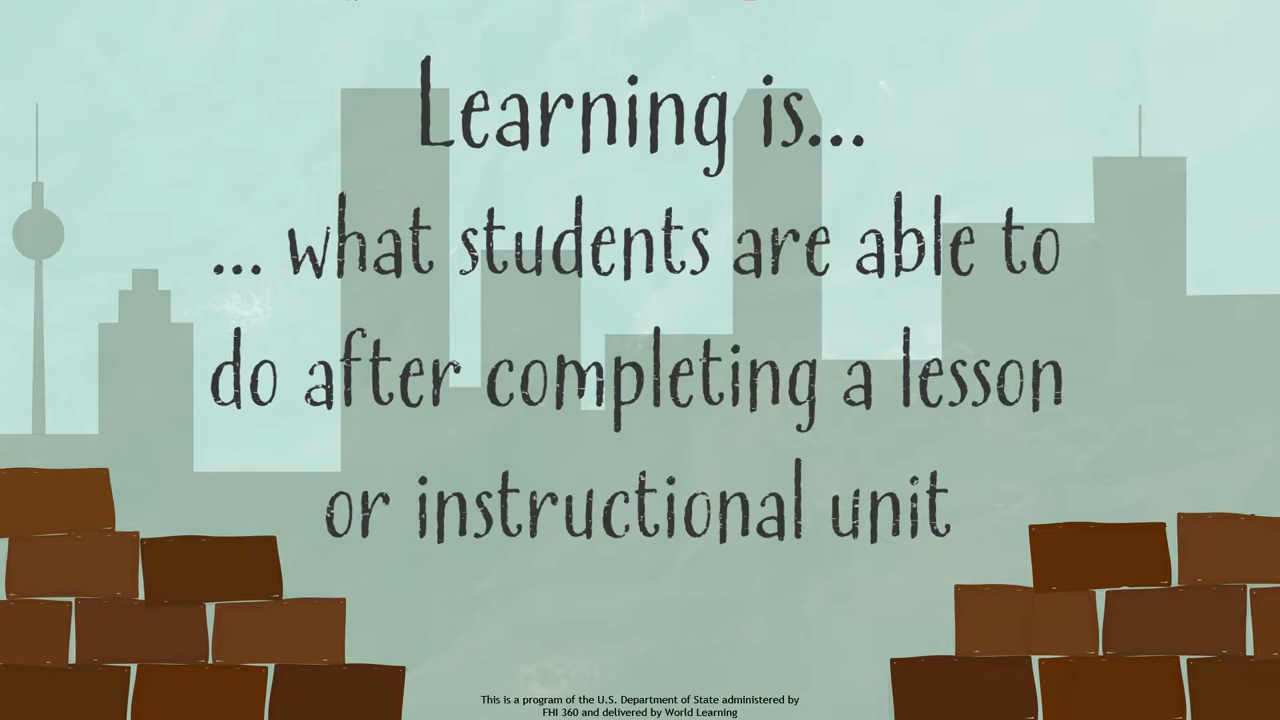 Learning is...
... what students are able to
do after completing a lesson
or instructional unit
This is a program of the U.S. Department of State administered by
FHI 360 and delivered by World Learning